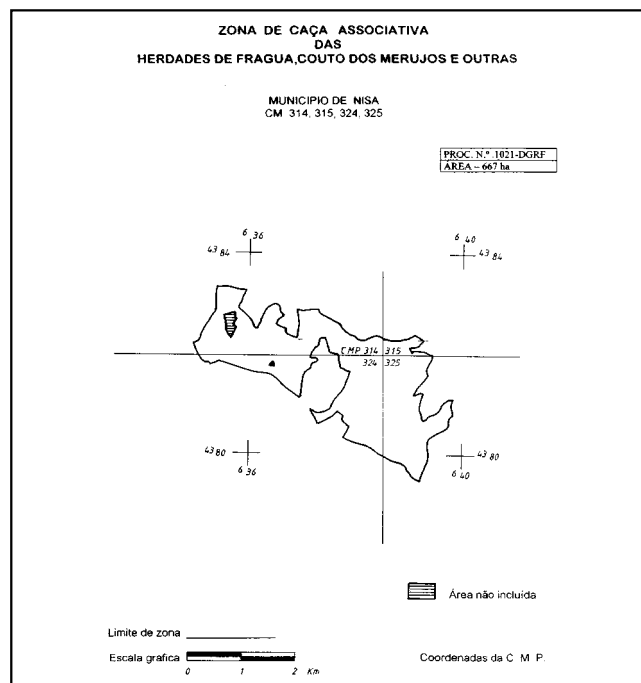 ZONA DE CAÇA ASSOCIATIVA
DAS
HERDADES DE FRAGUA,COUTO DOS MERUJOS E OUTRAS
MUNICIPIO DE NISA
CM 314, 315, 324, 325
PROC. N.º .1021-DGRF
ÁREA – 667 ha
6 36
43 84
6 40
43 84
CMP 314 315
324 325
43 80
6 36
43 80
6 40
Área não incluída
Limite de zona
Escala gráfica
0 1 2 Km
Coordenadas da C M P.